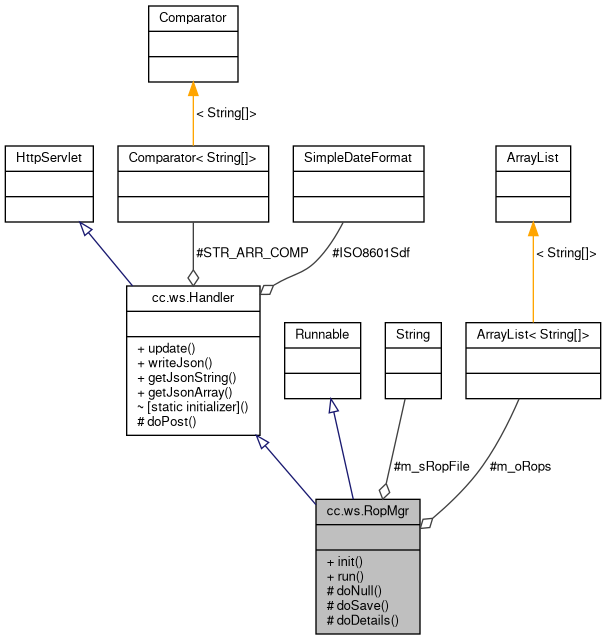 Comparator
< String[]>
HttpServlet
Comparator< String[]>
SimpleDateFormat
ArrayList
#STR_ARR_COMP
#ISO8601Sdf
< String[]>
cc.ws.Handler
+ update()
+ writeJson()
+ getJsonString()
+ getJsonArray()
~ [static initializer]()
# doPost()
Runnable
String
ArrayList< String[]>
#m_sRopFile
#m_oRops
cc.ws.RopMgr
+ init()
+ run()
# doNull()
# doSave()
# doDetails()